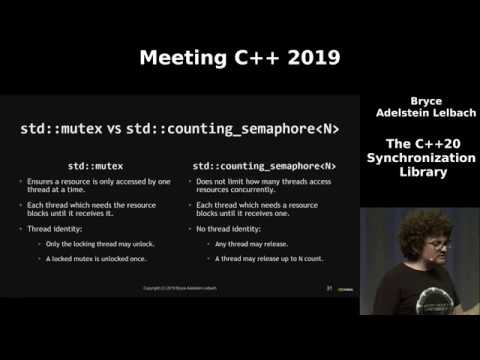 Meeting C++ 2019
Bryce
Adelstein Lelbach
The C++20
Synchronization
Library
std::mutex vs std::counting_semaphore<N>
std::mutex
• Ensures a resource is only accessed by one
thread at a time.
• Each thread which needs the resource
blocks until it receives it.
• Thread identity:
• Only the locking thread may unlock.
• A locked mutex is unlocked once.
std::counting_semaphore<N>
• Does not limit how many threads access
resources concurrently.
• Each thread which needs a resource
blocks until it receives one.
• No thread identity:
• Any thread may release.
• A thread may release up to N count.
Copyright (C) 2019 Bryce Adelstein Lelbach
31